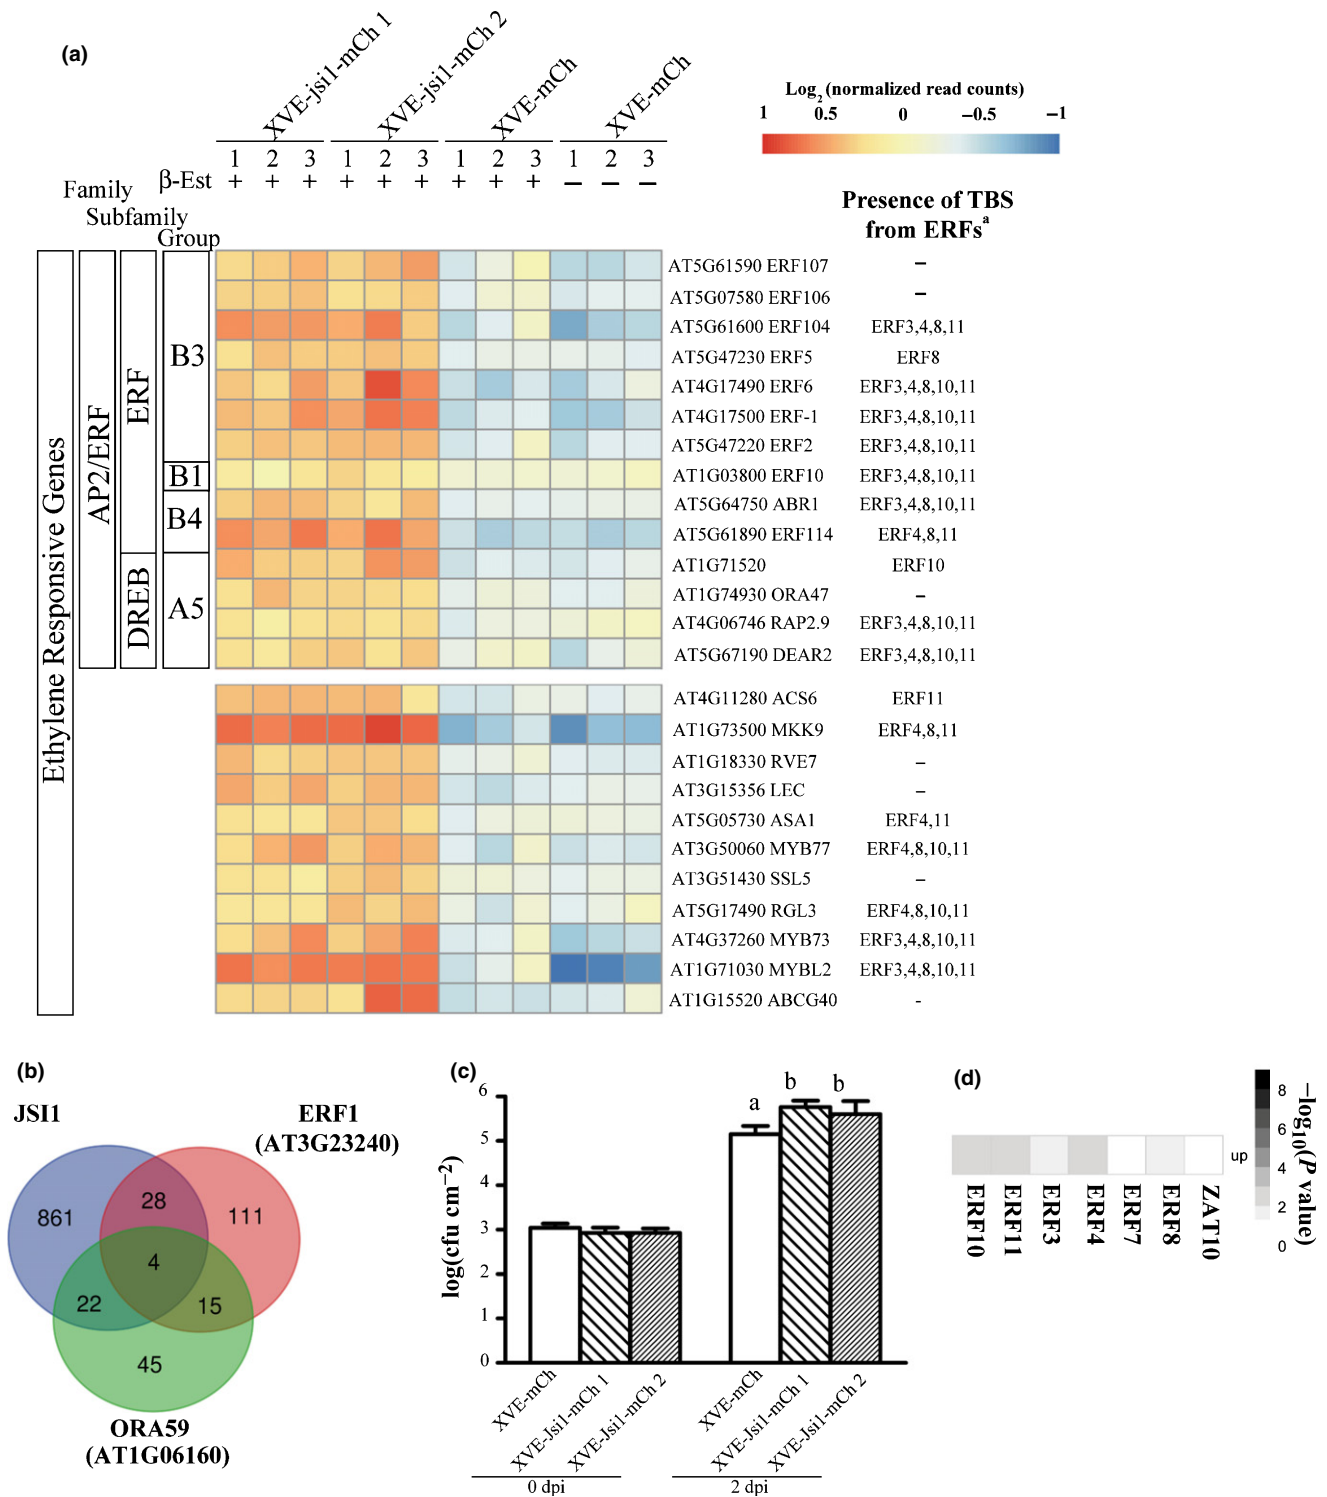 (a)
XVE-jsi1-mCh 1
XVE-jsi1-mCh 2
XVE-mCh
XVE-mCh
Log2 (normalized read counts)
1 0.5 0 −0.5 −1
1 2 3 1 2 3 1 2 3 1 2 3
β-Est + + + + + + + + + − − −
Family
Subfamily
Group
Presence of TBS
from ERFsª
Ethylene Responsive Genes
AP2/ERF
ERF
DREB
B3
B1
B4
A5
AT5G61590 ERF107 −
AT5G07580 ERF106 −
AT5G61600 ERF104 ERF3,4,8,11
AT5G47230 ERF5 ERF8
AT4G17490 ERF6 ERF3,4,8,10,11
AT4G17500 ERF-1 ERF3,4,8,10,11
AT5G47220 ERF2 ERF3,4,8,10,11
AT1G03800 ERF10 ERF3,4,8,10,11
AT5G64750 ABR1 ERF3,4,8,10,11
AT5G61890 ERF114 ERF4,8,11
AT1G71520 ERF10
AT1G74930 ORA47 −
AT4G06746 RAP2.9 ERF3,4,8,10,11
AT5G67190 DEAR2 ERF3,4,8,10,11
AT4G11280 ACS6 ERF11
AT1G73500 MKK9 ERF4,8,11
AT1G18330 RVE7 −
AT3G15356 LEC −
AT5G05730 ASA1 ERF4,11
AT3G50060 MYB77 ERF4,8,10,11
AT3G51430 SSL5 −
AT5G17490 RGL3 ERF4,8,10,11
AT4G37260 MYB73 ERF3,4,8,10,11
AT1G71030 MYBL2 ERF3,4,8,10,11
AT1G15520 ABCG40 -
(b)
JSI1
ERF1
(AT3G23240)
861
28
111
4
22
15
45
ORA59
(AT1G06160)
(c)
log(cfu cm−2)
6
5
4
3
2
1
0
a
b
b
XVE-mCh
XVE-Jsi1-mCh 1
XVE-Jsi1-mCh 2
XVE-mCh
XVE-Jsi1-mCh 1
XVE-Jsi1-mCh 2
0 dpi
2 dpi
(d)
up
ERF10
ERF11
ERF3
ERF4
ERF7
ERF8
ZAT10
8
6
4
2
0
−log10(P value)